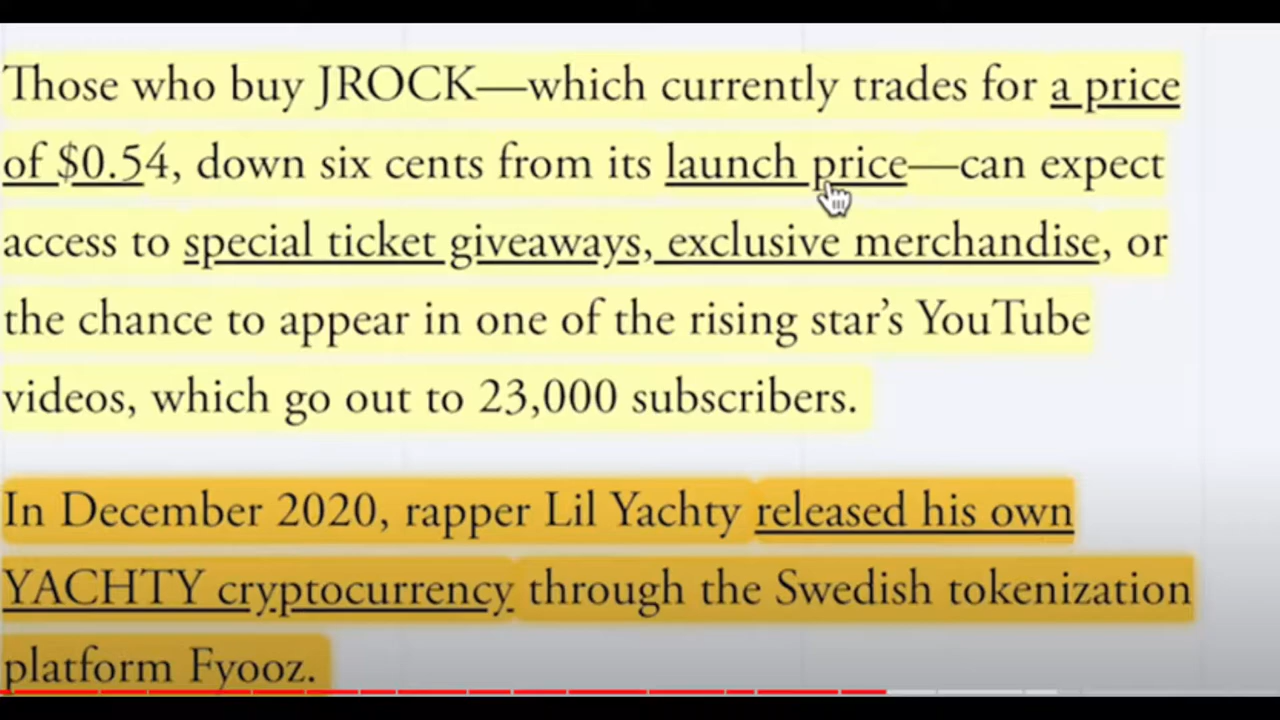 Those who buy JROCK—which currently trades for a price
of $0.54, down six cents from its launch price—can expect
access to special ticket giveaways, exclusive merchandise, or
the chance to appear in one of the rising star’s YouTube
videos, which go out to 23,000 subscribers.
In December 2020, rapper Lil Yachty released his own
YACHTY cryptocurrency through the Swedish tokenization
platform Fyooz.